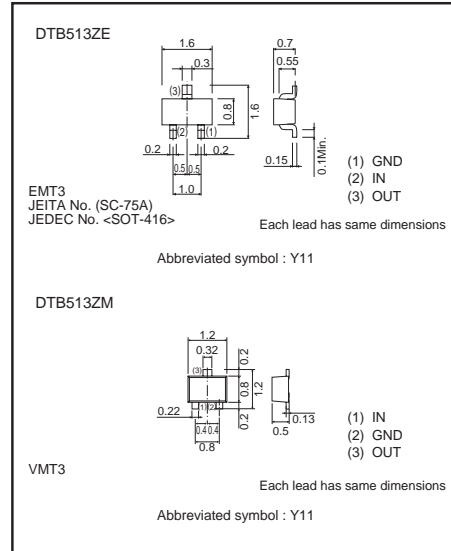 DTB513ZE
1.6
0.3
(3)
0.8
1.6
(2)
(1)
0.2
0.2
0.5 0.5
1.0
0.7
0.55
0.15
0.1Min.
(1) GND
(2) IN
(3) OUT
EMT3
JEITA No. (SC-75A)
JEDEC No. <SOT-416>
Each lead has same dimensions
Abbreviated symbol : Y11
DTB513ZM
1.2
0.32
(3)
0.2
0.8
1.2
(1) (2)
0.22
0.2
0.4 0.4
0.8
0.13
0.5
(1) IN
(2) GND
(3) OUT
VMT3
Each lead has same dimensions
Abbreviated symbol : Y11